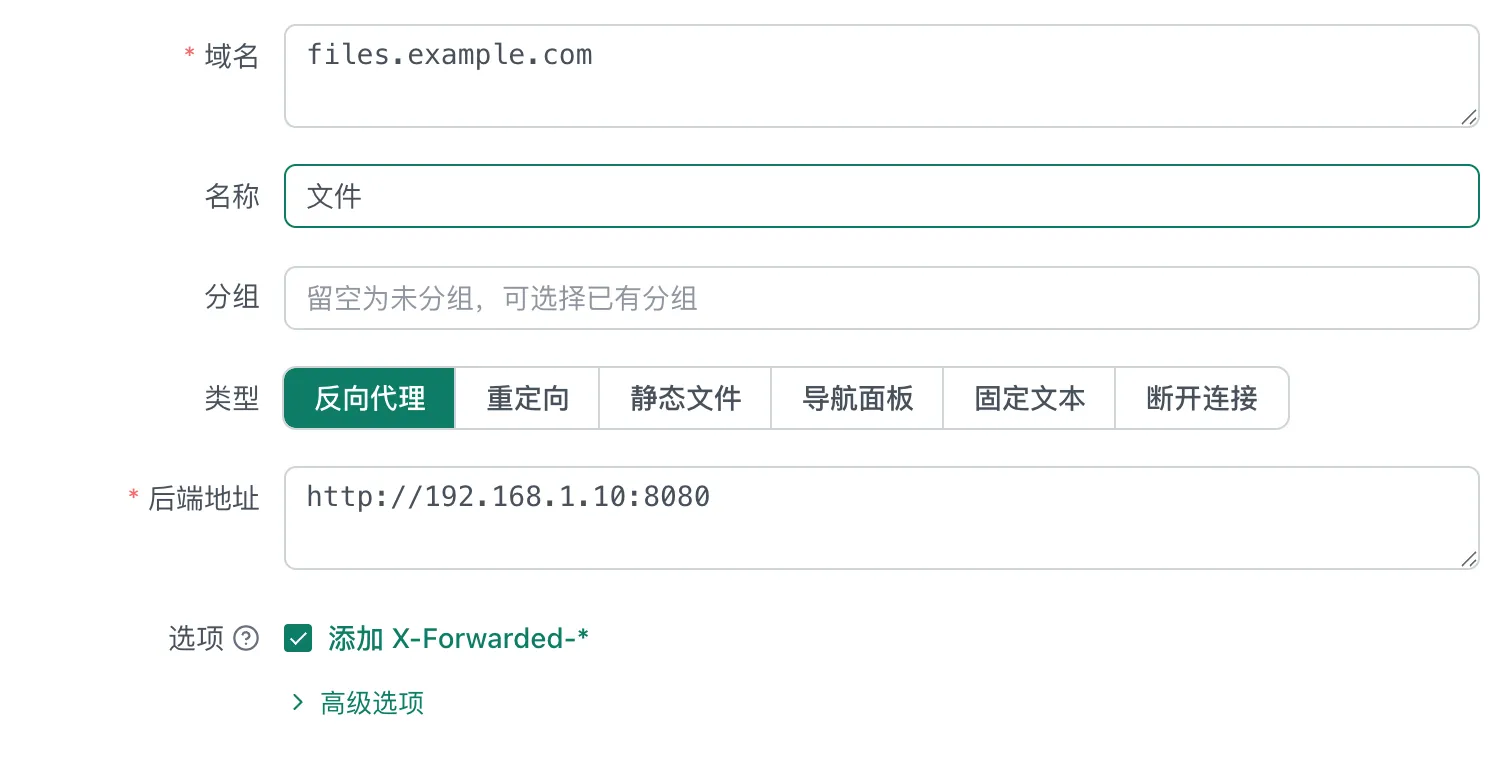 * 域名 files.example.com
名称 文件
分组 留空为未分组，可选择已有分组
类型 反向代理 重定向 静态文件 导航面板 固定文本 断开连接
* 后端地址 http://192.168.1.10:8080
选项 ? 添加 X-Forwarded-*
> 高级选项